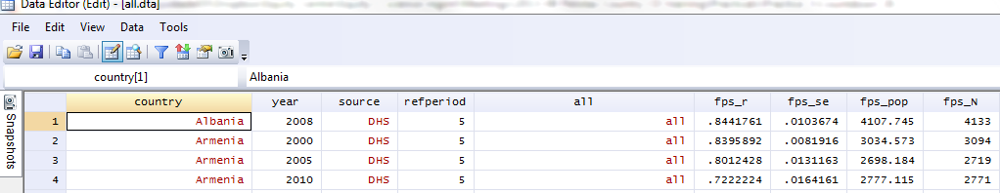 Data Editor (Edit) - [all.dta]
File Edit View Data Tools
country[1] Albania
Snapshots
country year source refperiod all fps_r fps_se fps_pop fps_N
1 Albania 2008 DHS 5 all .8441761 .0103674 4107.745 4133
2 Armenia 2000 DHS 5 all .8395892 .0081916 3034.573 3094
3 Armenia 2005 DHS 5 all .8012428 .0131163 2698.184 2719
4 Armenia 2010 DHS 5 all .7222224 .0164161 2777.115 2771